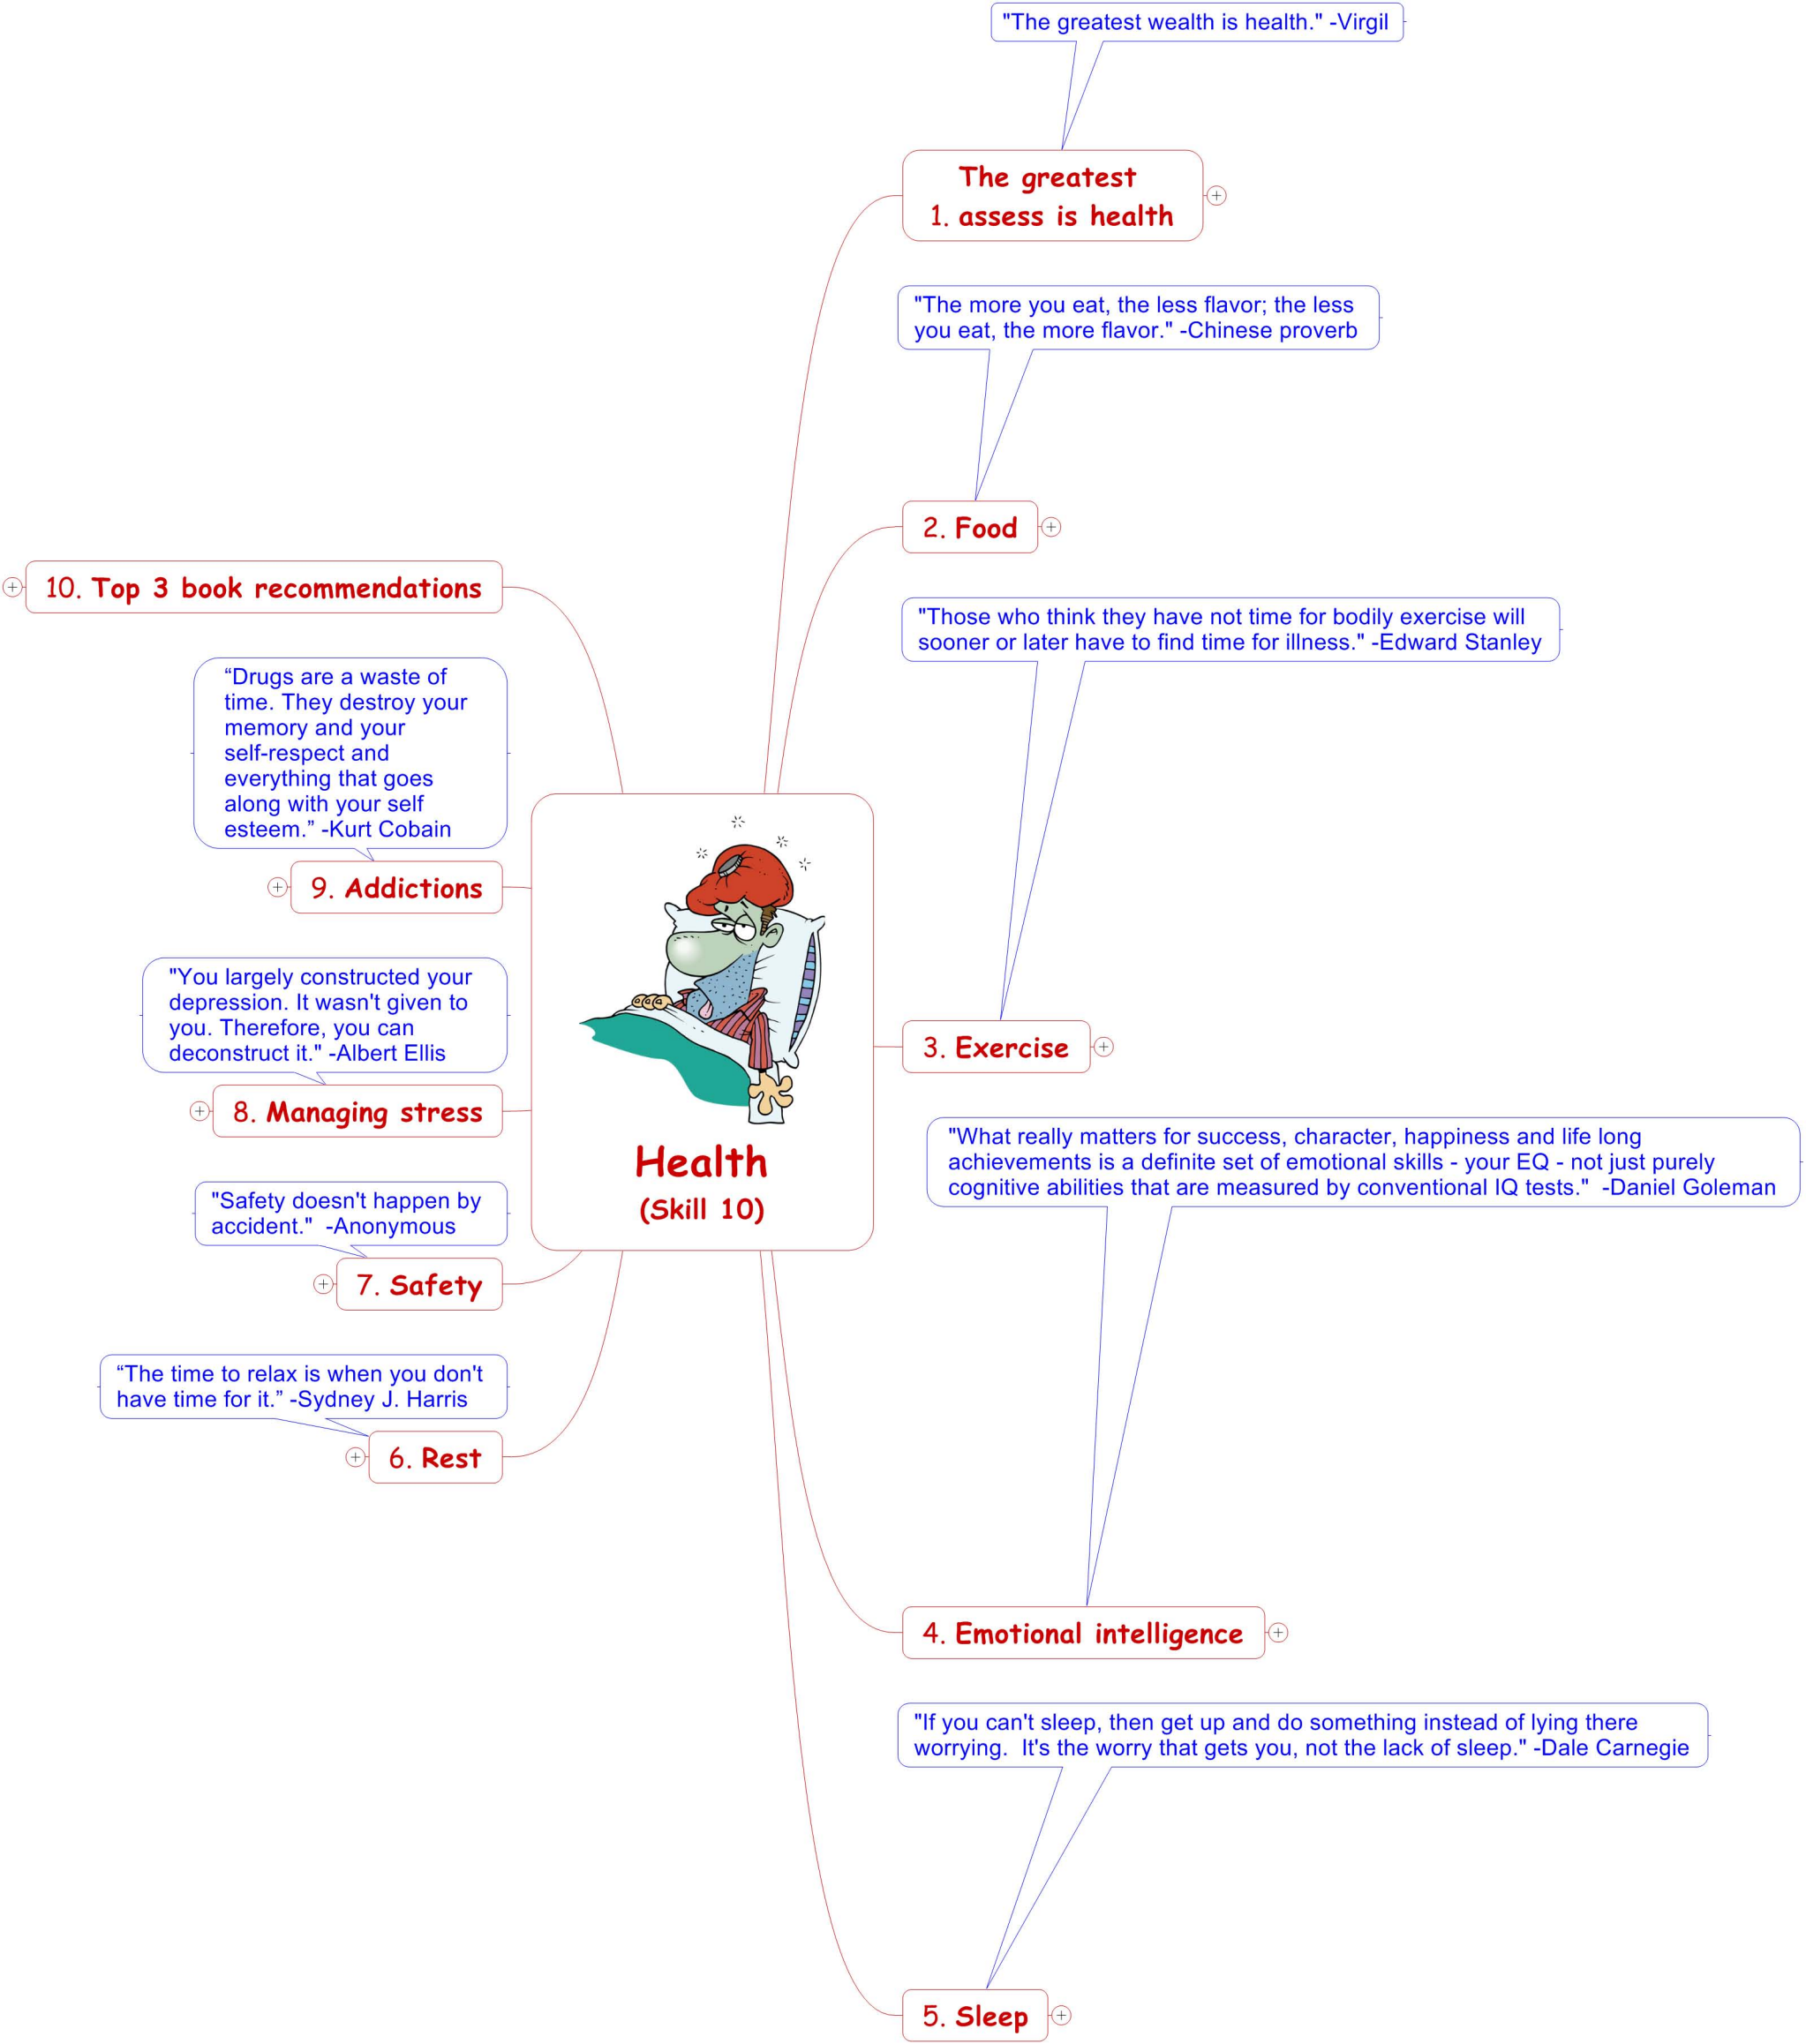 "The greatest wealth is health." -Virgil
The greatest
1. assess is health
"The more you eat, the less flavor; the less
you eat, the more flavor." -Chinese proverb
2. Food
"Those who think they have not time for bodily exercise will
sooner or later have to find time for illness." -Edward Stanley
3. Exercise
"What really matters for success, character, happiness and life long
achievements is a definite set of emotional skills - your EQ - not just purely
cognitive abilities that are measured by conventional IQ tests."  -Daniel Goleman
4. Emotional intelligence
"If you can't sleep, then get up and do something instead of lying there
worrying.  It's the worry that gets you, not the lack of sleep." -Dale Carnegie
5. Sleep
“The time to relax is when you don't
have time for it.” -Sydney J. Harris
6. Rest
"Safety doesn't happen by
accident."  -Anonymous
7. Safety
"You largely constructed your
depression. It wasn't given to
you. Therefore, you can
deconstruct it." -Albert Ellis
8. Managing stress
“Drugs are a waste of
time. They destroy your
memory and your
self-respect and
everything that goes
along with your self
esteem.” -Kurt Cobain
9. Addictions
10. Top 3 book recommendations
Health
(Skill 10)